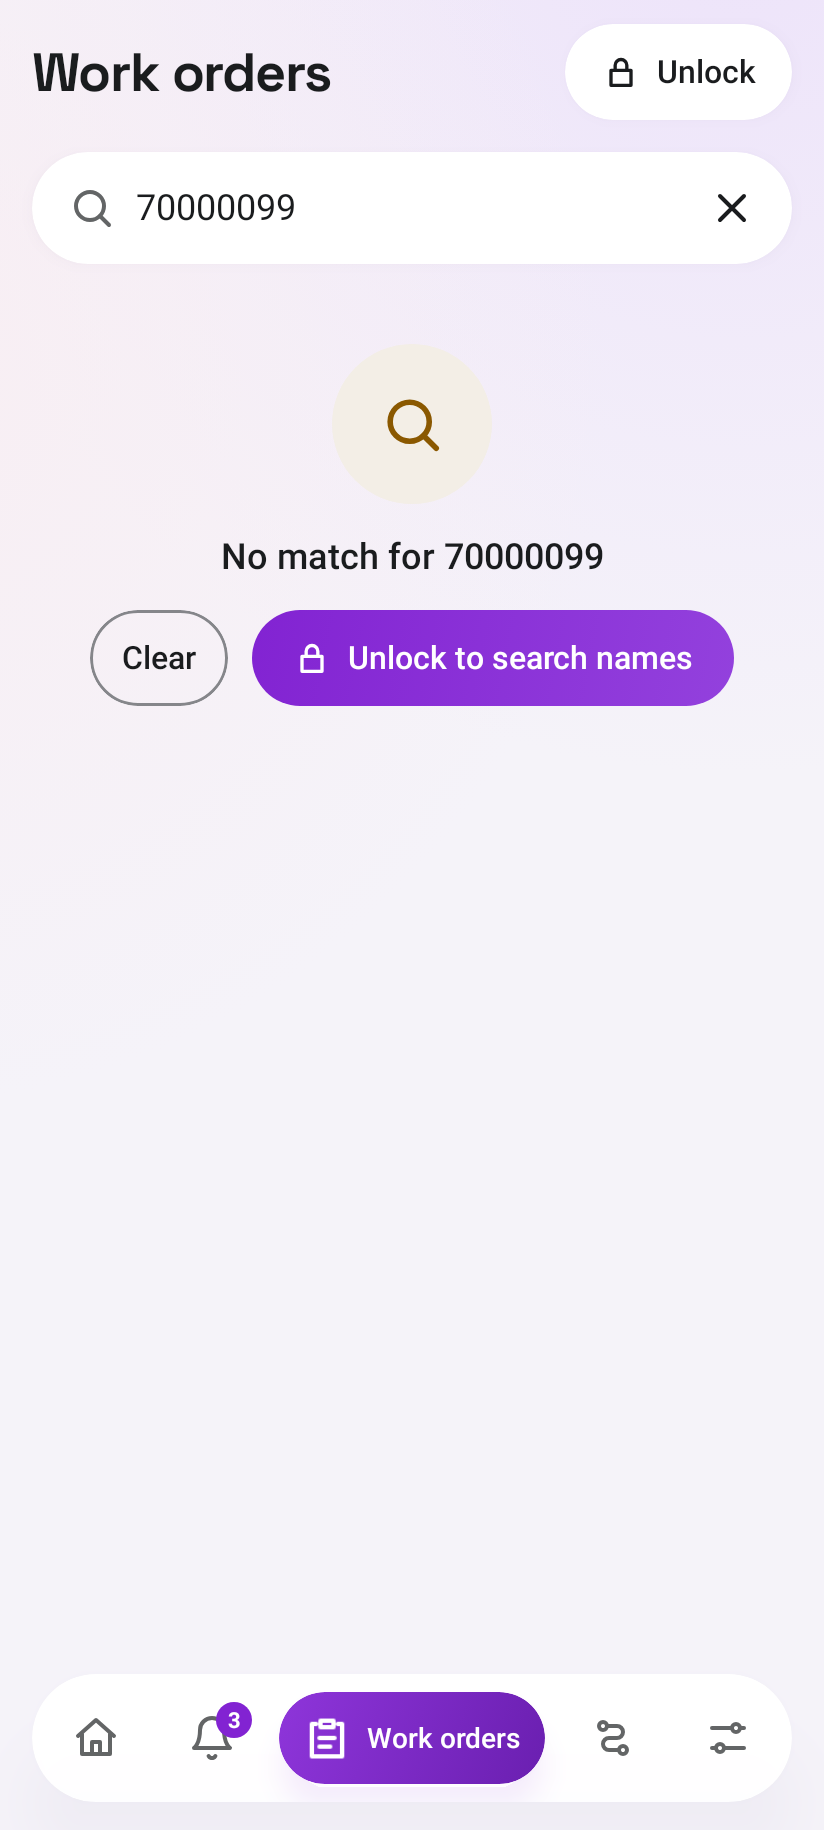 Work orders
Unlock
70000099
No match for 70000099
Clear
Unlock to search names
3
Work orders